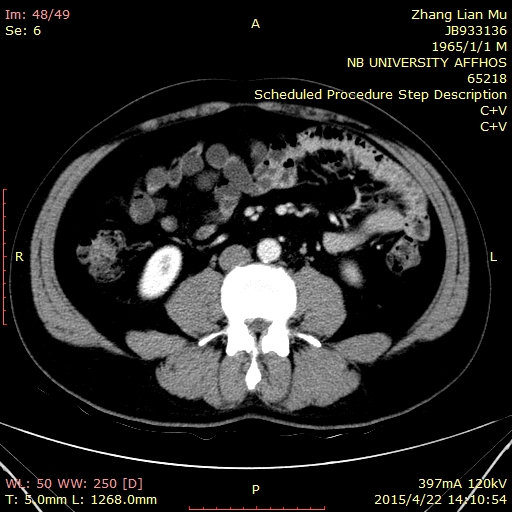 Im: 48/49
Se: 6
A
Zhang Lian Mu
JB933136
1965/1/1 M
NB UNIVERSITY AFFHOS
65218
Scheduled Procedure Step Description
C+V
C+V
R
L
WL: 50 WW: 250 [D]
T: 5.0mm L: 1268.0mm
P
397mA 120kV
2015/4/22 14:10:54